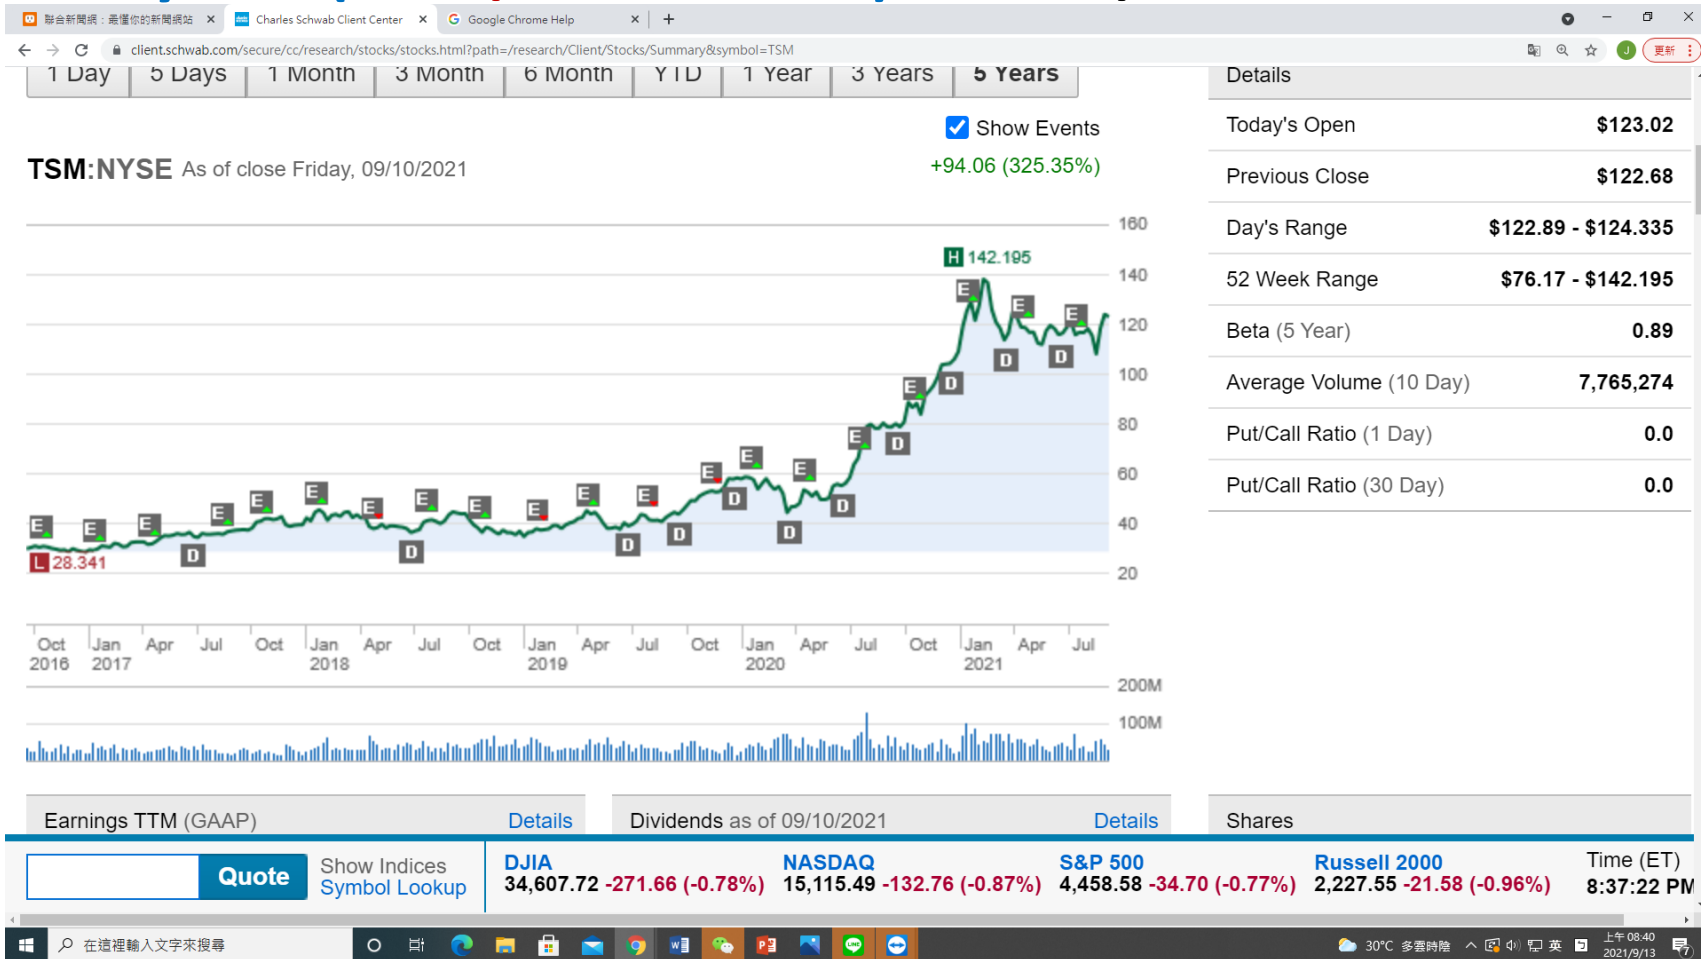 聯合新聞網：最懂你的新聞網站
Charles Schwab Client Center
Google Chrome Help
client.schwab.com/secure/cc/research/stocks/stocks.html?path=/research/Client/Stocks/Summary&symbol=TSM
J
更新
1 Day 5 Days 1 Month 3 Month 6 Month YTD 1 Year 3 Years 5 Years
Show Events
TSM:NYSE As of close Friday, 09/10/2021
+94.06 (325.35%)
160
H 142.195
140
E E E
120
D D
100
E D
80
E D
60
E E E
D D
E E E E E E E E E
40
E E E
D D D D D
L 28.341
20
Oct Jan Apr Jul Oct Jan Apr Jul Oct Jan Apr Jul Oct Jan Apr Jul Oct Jan Apr Jul
2016 2017 2018 2019 2020 2021
200M
100M
Details
Today's Open $123.02
Previous Close $122.68
Day's Range $122.89 - $124.335
52 Week Range $76.17 - $142.195
Beta (5 Year) 0.89
Average Volume (10 Day) 7,765,274
Put/Call Ratio (1 Day) 0.0
Put/Call Ratio (30 Day) 0.0
Earnings TTM (GAAP) Details
Dividends as of 09/10/2021 Details
Shares
Quote
Show Indices
Symbol Lookup
DJIA
34,607.72 -271.66 (-0.78%)
NASDAQ
15,115.49 -132.76 (-0.87%)
S&P 500
4,458.58 -34.70 (-0.77%)
Russell 2000
2,227.55 -21.58 (-0.96%)
Time (ET)
8:37:22 PM
在這裡輸入文字來搜尋
30°C 多雲時陰
英
上午 08:40
2021/9/13
7